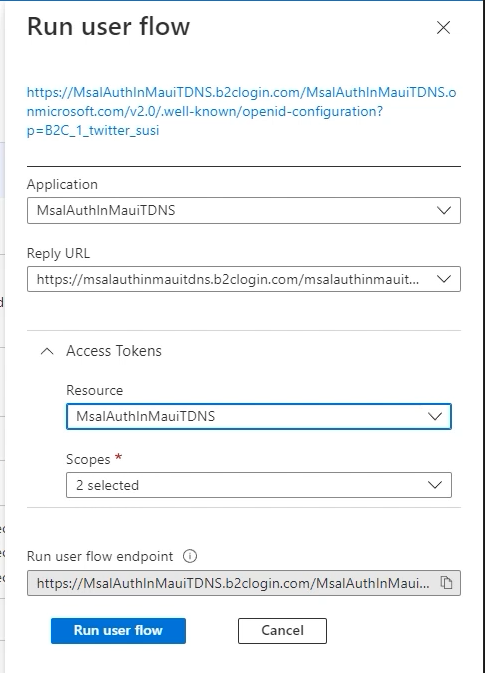 Run user flow
https://MsalAuthInMauiTDNS.b2clogin.com/MsalAuthInMauiTDNS.o
nmicrosoft.com/v2.0/.well-known/openid-configuration?
p=B2C_1_twitter_susi
Application
MsalAuthInMauiTDNS
Reply URL
https://msalauthinmauitdns.b2clogin.com/msalauthinmauit...
Access Tokens
Resource
MsalAuthInMauiTDNS
Scopes *
2 selected
Run user flow endpoint
https://MsalAuthInMauiTDNS.b2clogin.com/MsalAuthInMaui...
Run user flow
Cancel